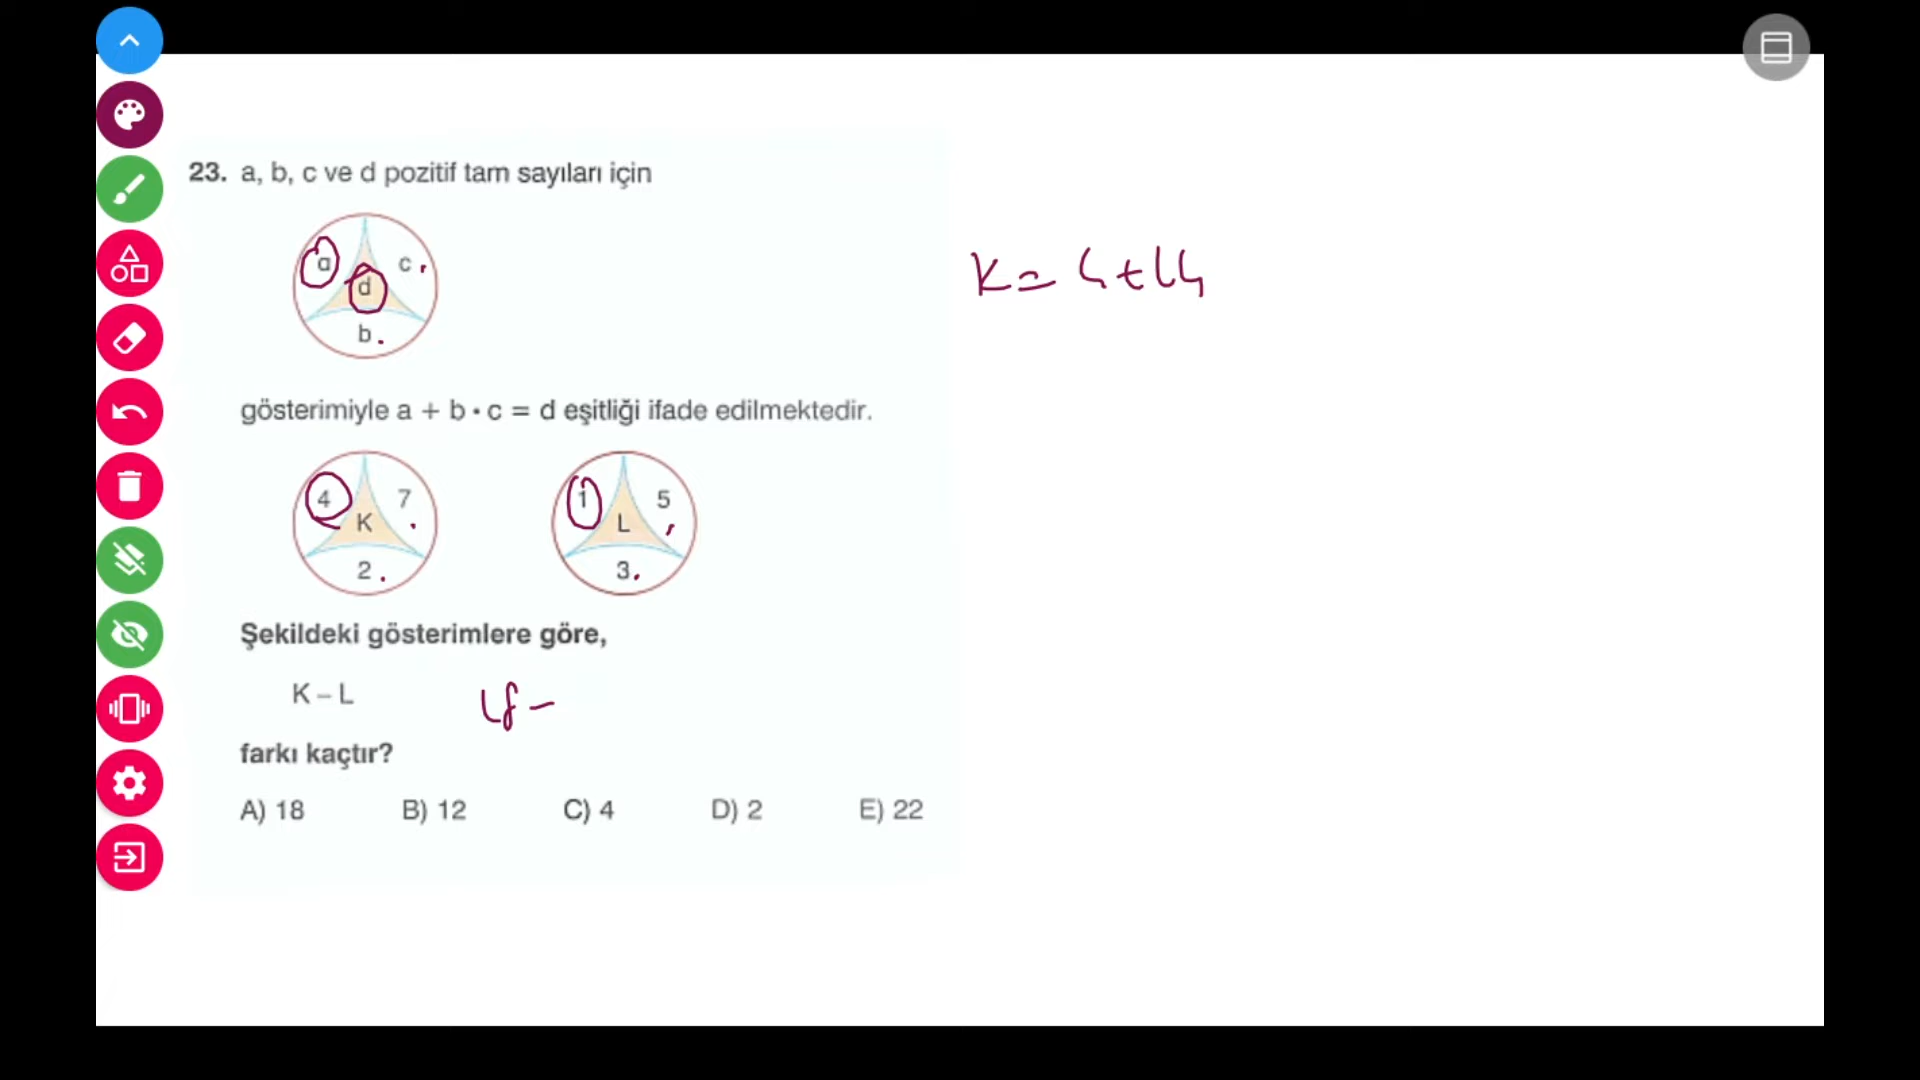 23. a, b, c ve d pozitif tam sayıları için
a c
d
b
K = 4 + 14
gösterimiyle a + b · c = d eşitliği ifade edilmektedir.
4 7 1 5
K L
2 3
Şekildeki gösterimlere göre,
K – L 18 -
farkı kaçtır?
A) 18 B) 12 C) 4 D) 2 E) 22